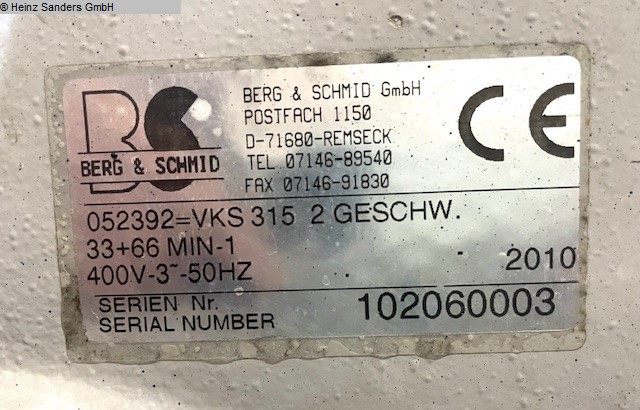 © Heinz Sanders GmbH
BS
BERG & SCHMID
BERG & SCHMID GmbH
POSTFACH 1150
D-71680-REMSECK
TEL 07146-89540
FAX 07146-91830
CE
052392=VKS 315 2 GESCHW.
33+66 MIN-1
400V-3~-50HZ
2010
SERIEN Nr.
SERIAL NUMBER
102060003